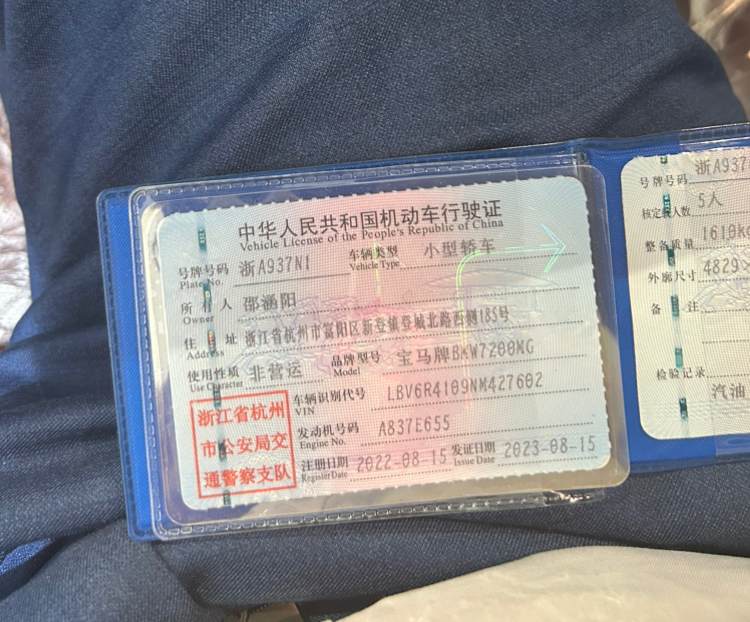 中华人民共和国机动车行驶证
Vehicle License of the People's Republic of China
号牌号码 浙A937N1 车辆类型 小型轿车
Plate No. Vehicle Type
所有人 邵涵阳
Owner
住址 浙江省杭州市富阳区新登镇登城北路西侧185号
Address
使用性质 非营运 品牌型号 宝马牌BMW7200MG
Use Character Model
浙江省杭州
市公安局交
通警察支队
车辆识别代号 LBV6R4109NM427602
VIN
发动机号码 A837E655
Engine No.
注册日期 2022-08-15 发证日期 2023-08-15
Register Date Issue Date
号牌号码 浙A937
核定载人数 5人
整备质量 1610kg
外廓尺寸 4829
备注
检验记录
汽油